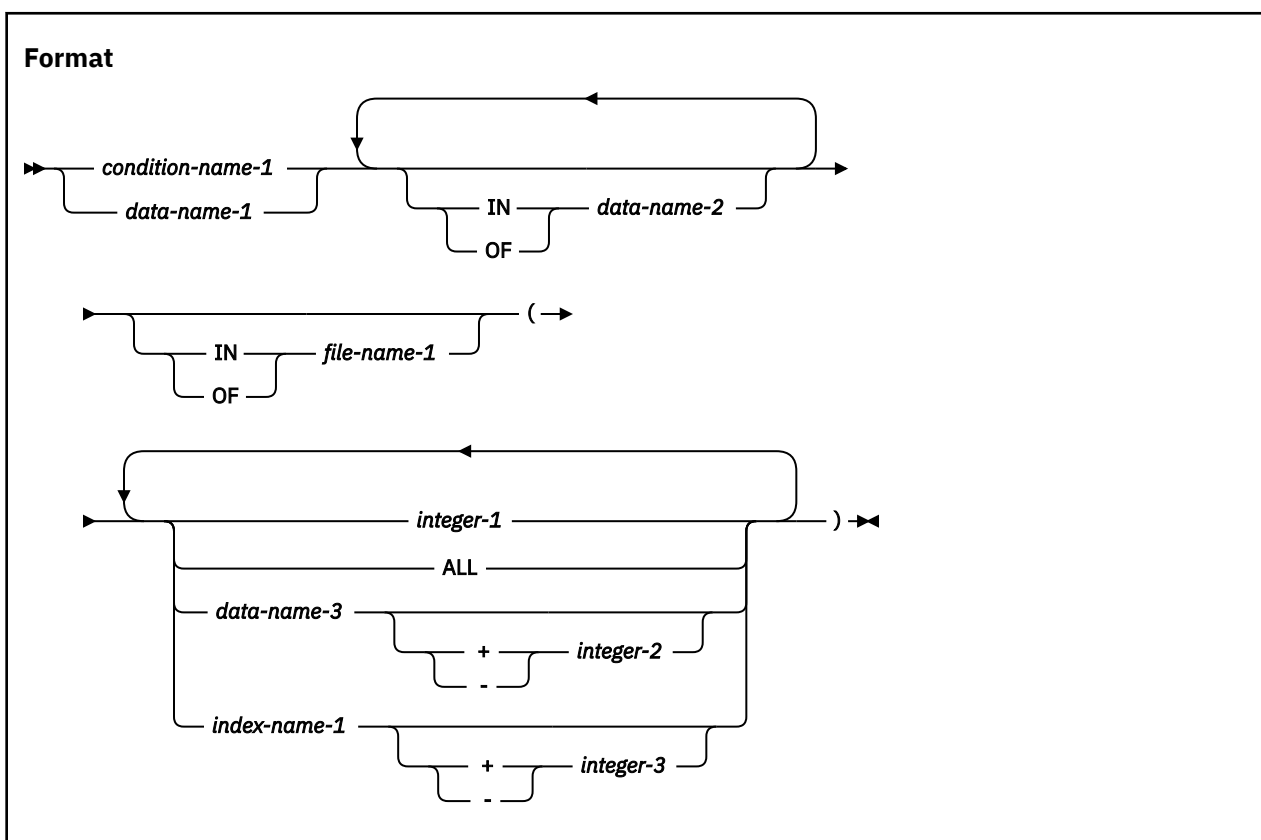 Format
condition-name-1
data-name-1
IN data-name-2
OF
(
IN file-name-1
OF
integer-1 )
ALL
data-name-3
+ integer-2
-
index-name-1
+ integer-3
-